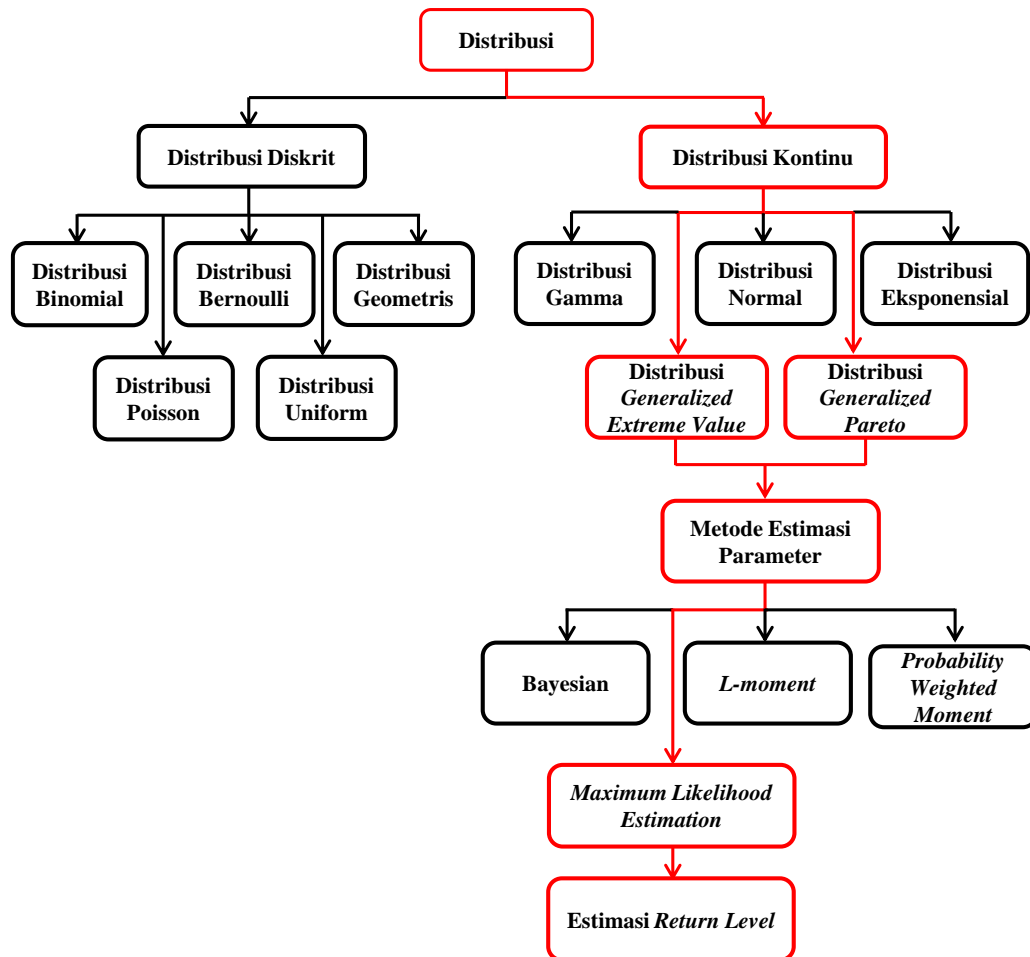 Distribusi
Distribusi Diskrit
Distribusi Kontinu
Distribusi
Binomial
Distribusi
Bernoulli
Distribusi
Geometris
Distribusi
Gamma
Distribusi
Normal
Distribusi
Eksponensial
Distribusi
Poisson
Distribusi
Uniform
Distribusi
Generalized
Extreme Value
Distribusi
Generalized
Pareto
Metode Estimasi
Parameter
Bayesian
L-moment
Probability
Weighted
Moment
Maximum Likelihood
Estimation
Estimasi Return Level